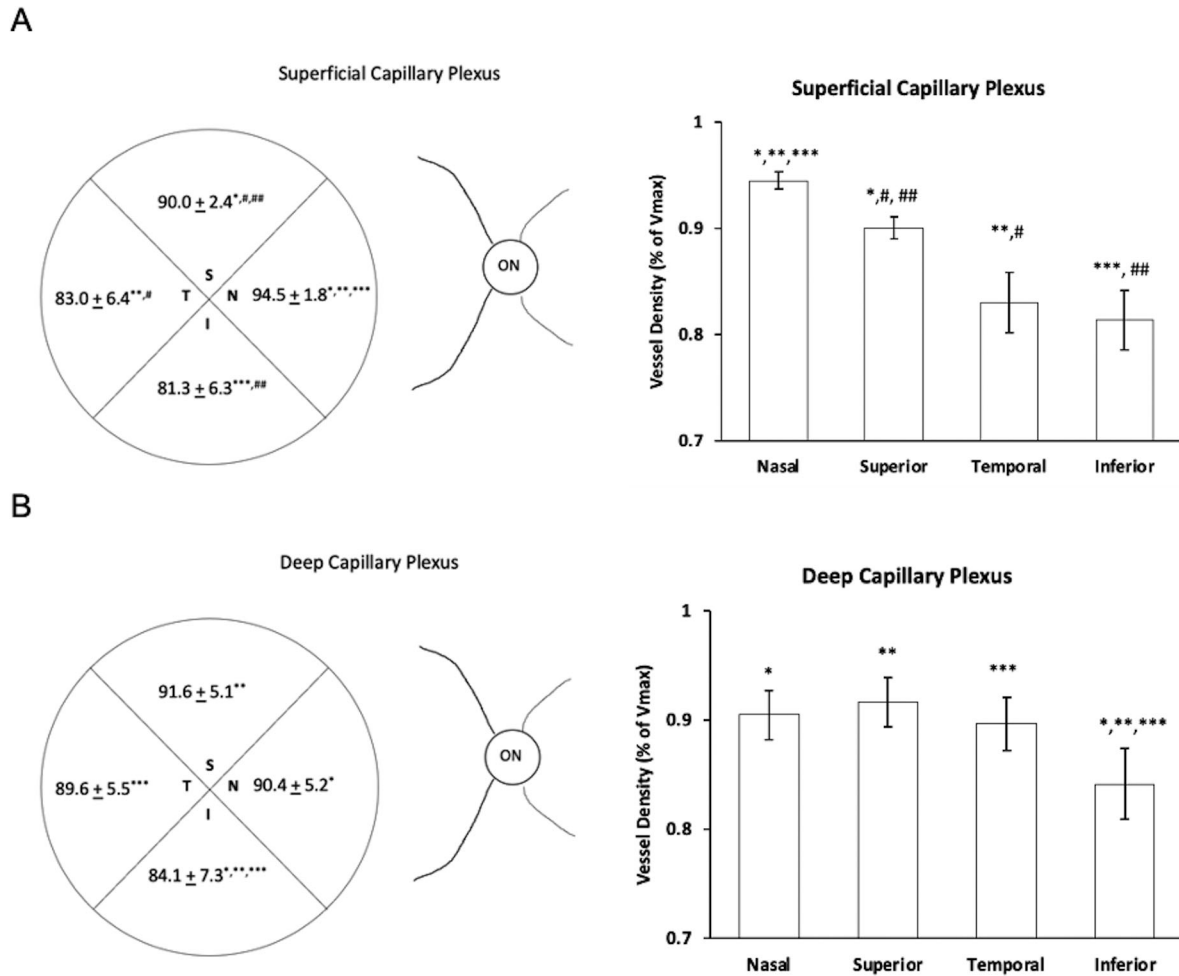 A
Superficial Capillary Plexus
90.0 ± 2.4*,#,##
S
83.0 ± 6.4**,#
T
N
94.5 ± 1.8*,**,***
I
81.3 ± 6.3***,##
ON
Superficial Capillary Plexus
Vessel Density (% of Vmax)
1
0.9
0.8
0.7
*,**,***
*,#, ##
**,#
***, ##
Nasal
Superior
Temporal
Inferior
B
Deep Capillary Plexus
91.6 ± 5.1**
S
89.6 ± 5.5***
T
N
90.4 ± 5.2*
I
84.1 ± 7.3*,**,***
ON
Deep Capillary Plexus
Vessel Density (% of Vmax)
1
0.9
0.8
0.7
*
**
***
*,**,***
Nasal
Superior
Temporal
Inferior